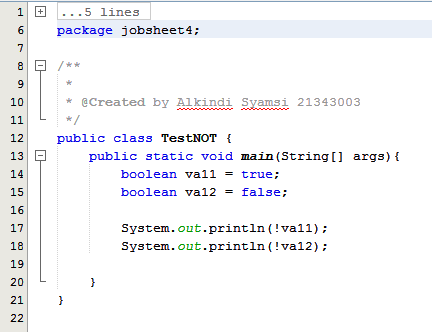 1 ...5 lines
6 package jobsheet4;
7
8 /**
9 *
10 * @Created by Alkindi Syamsi 21343003
11 */
12 public class TestNOT {
13 public static void main(String[] args){
14 boolean va11 = true;
15 boolean va12 = false;
16
17 System.out.println(!va11);
18 System.out.println(!va12);
19
20 }
21 }
22